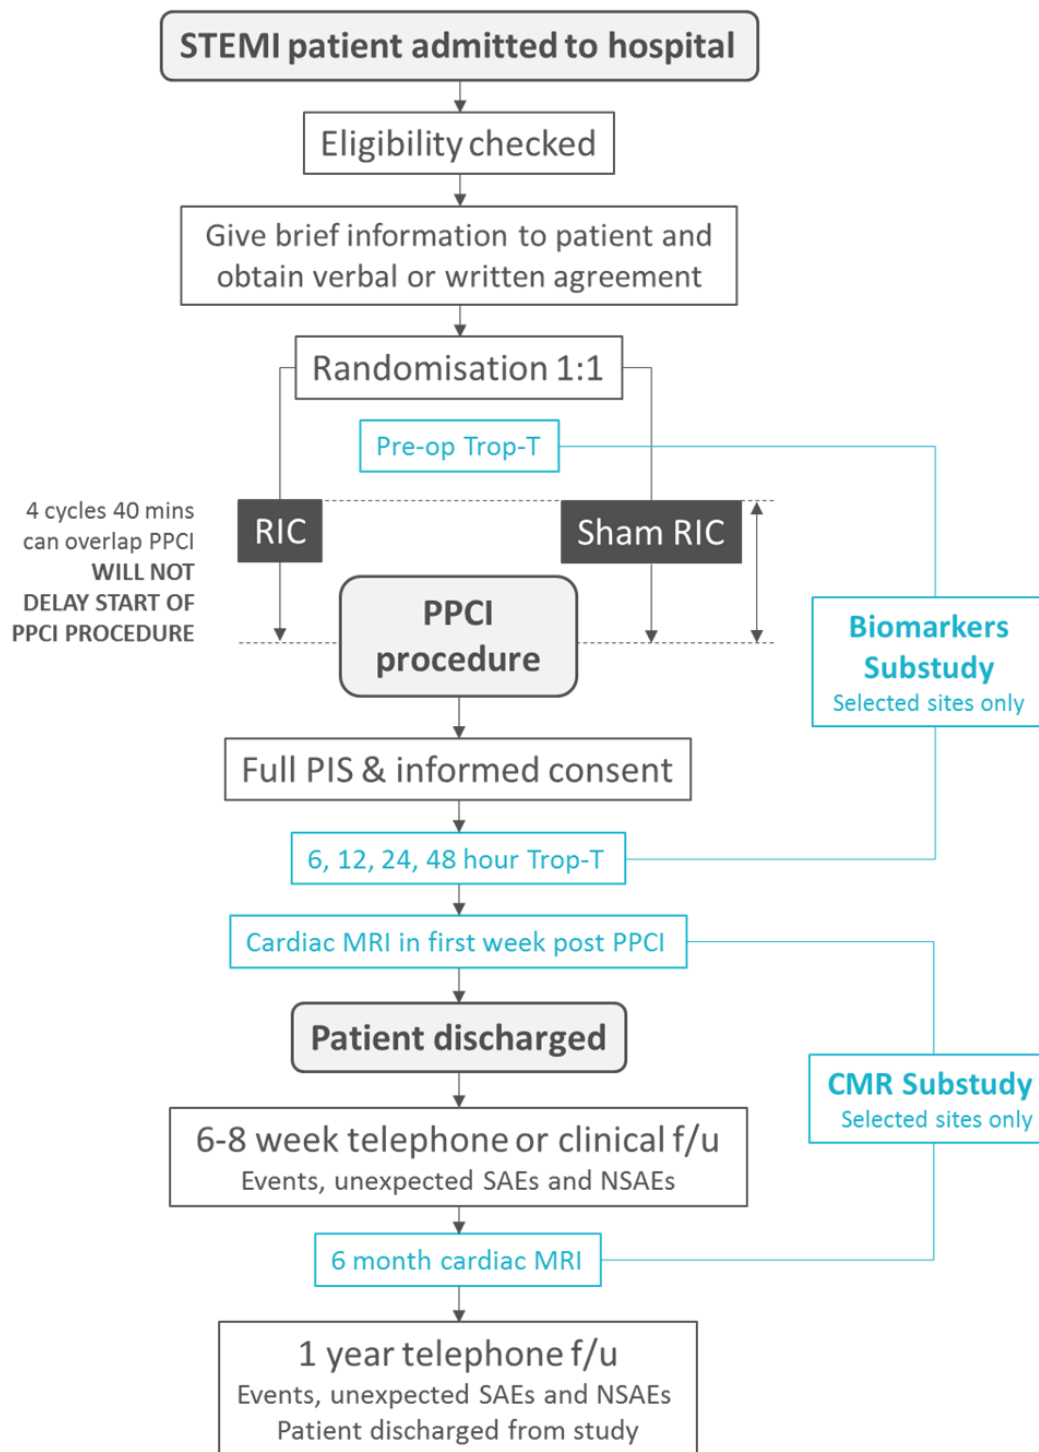 STEMI patient admitted to hospital
Eligibility checked
Give brief information to patient and
obtain verbal or written agreement
Randomisation 1:1
Pre-op Trop-T
4 cycles 40 mins
can overlap PPCI
WILL NOT
DELAY START OF
PPCI PROCEDURE
RIC
Sham RIC
PPCI
procedure
Biomarkers
Substudy
Selected sites only
Full PIS & informed consent
6, 12, 24, 48 hour Trop-T
Cardiac MRI in first week post PPCI
Patient discharged
CMR Substudy
Selected sites only
6-8 week telephone or clinical f/u
Events, unexpected SAEs and NSAEs
6 month cardiac MRI
1 year telephone f/u
Events, unexpected SAEs and NSAEs
Patient discharged from study